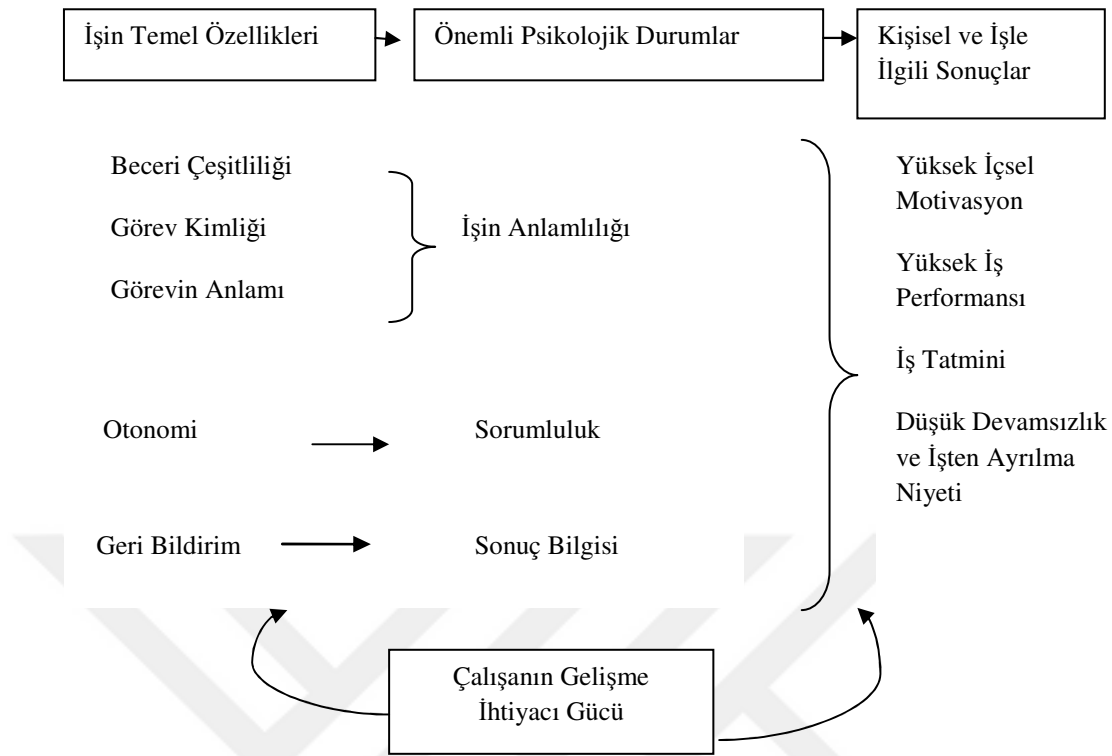 İşin Temel Özellikleri
Önemli Psikolojik Durumlar
Kişisel ve İşle
İlgili Sonuçlar
Beceri Çeşitliliği
Görev Kimliği
Görevin Anlamı
İşin Anlamlılığı
Otonomi
Sorumluluk
Geri Bildirim
Sonuç Bilgisi
Yüksek İçsel
Motivasyon
Yüksek İş
Performansı
İş Tatmini
Düşük Devamsızlık
ve İşten Ayrılma
Niyeti
Çalışanın Gelişme
İhtiyacı Gücü